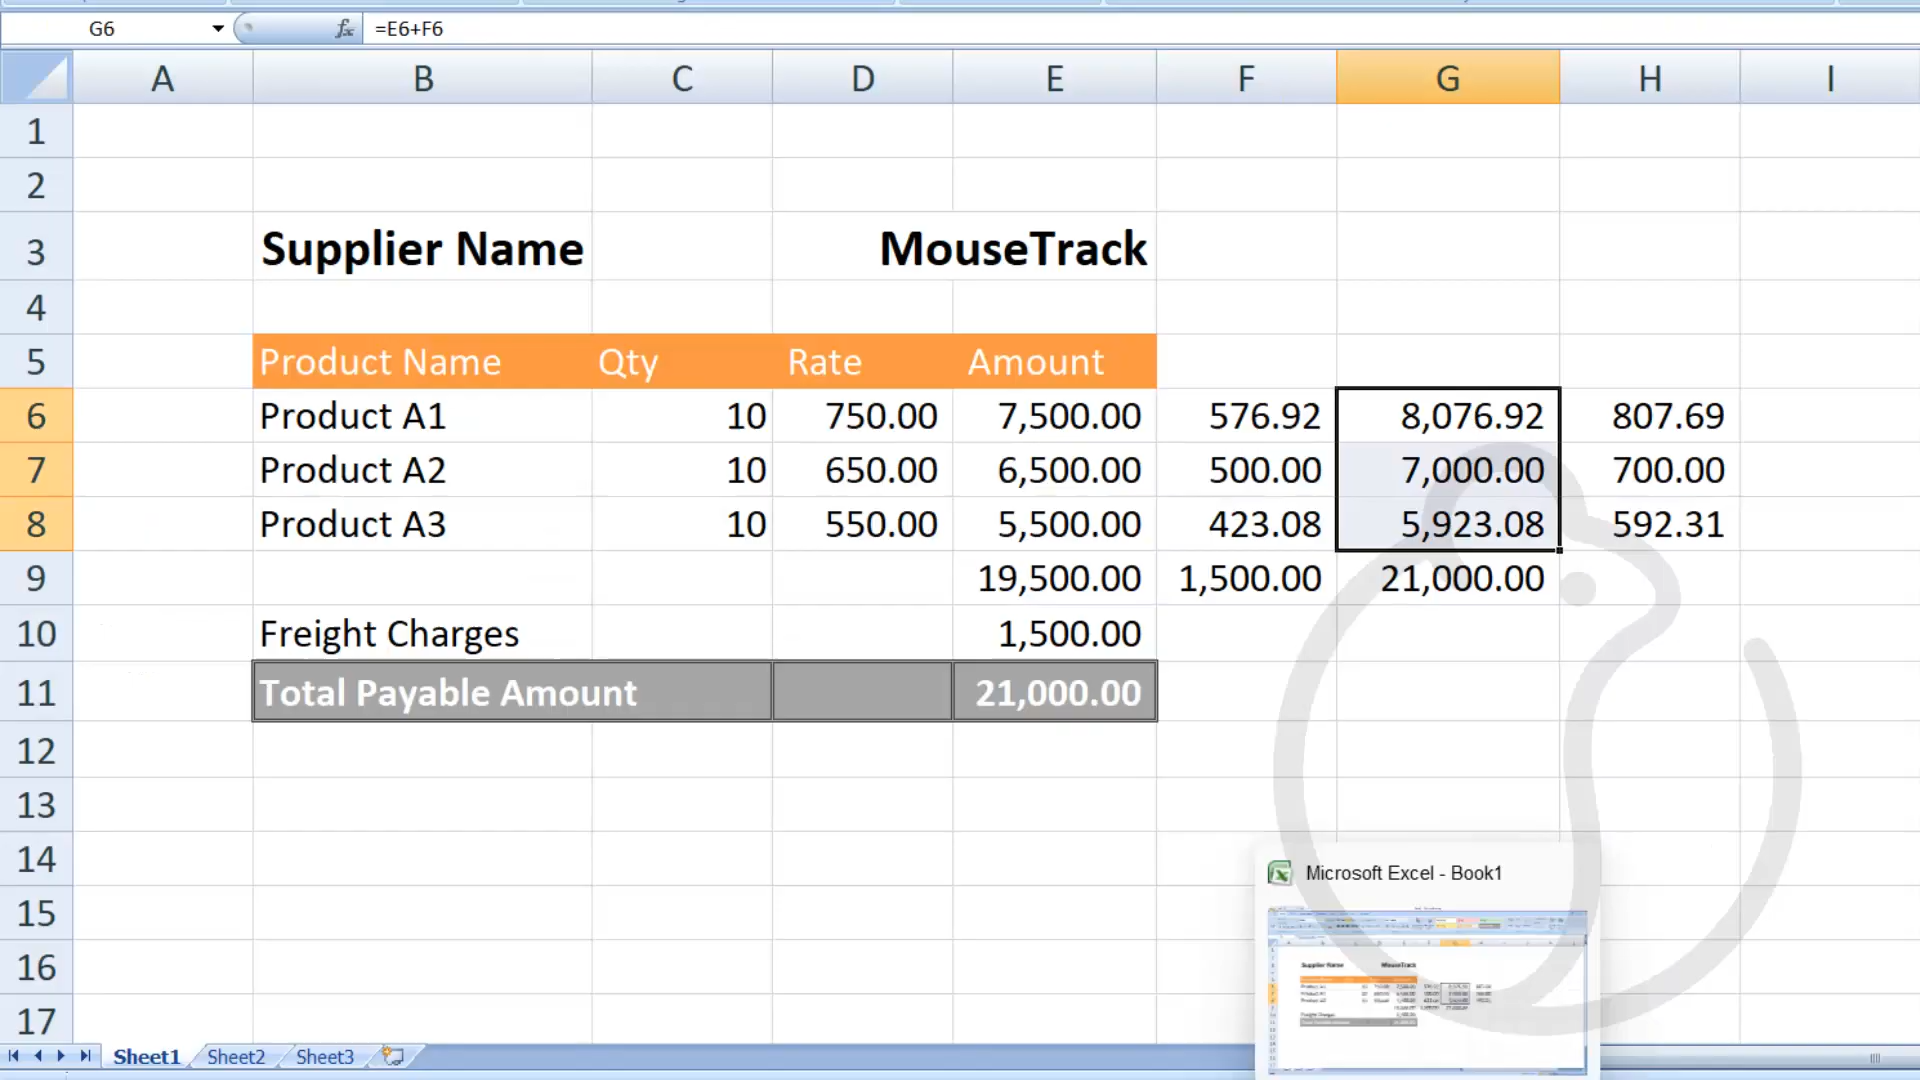 G6 fx =E6+F6
A B C D E F G H I
1
2
3 Supplier Name MouseTrack
4
5 Product Name Qty Rate Amount
6 Product A1 10 750.00 7,500.00 576.92 8,076.92 807.69
7 Product A2 10 650.00 6,500.00 500.00 7,000.00 700.00
8 Product A3 10 550.00 5,500.00 423.08 5,923.08 592.31
9 19,500.00 1,500.00 21,000.00
10 Freight Charges 1,500.00
11 Total Payable Amount 21,000.00
12
13
14
Microsoft Excel - Book1
15
16
Supplier Name MouseTrack
17
Sheet1 Sheet2 Sheet3